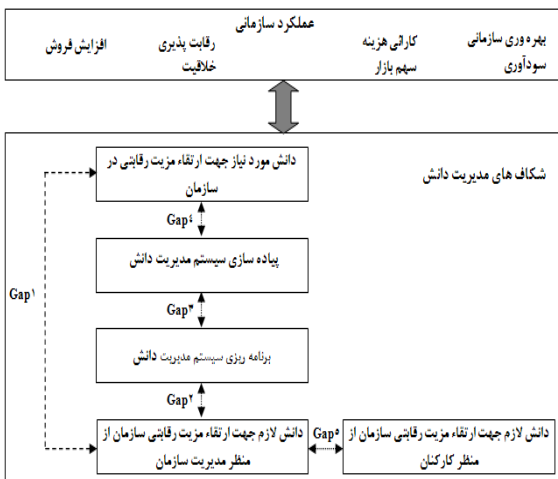 عملکرد سازمانی
بهره وری سازمانی
سودآوری
کارائی هزینه
سهم بازار
رقابت پذیری
خلاقیت
افزایش فروش
شکاف های مدیریت دانش
دانش مورد نیاز جهت ارتقاء مزیت رقابتی در
سازمان
Gap۴
پیاده سازی سیستم مدیریت دانش
Gap۱
Gap۳
برنامه ریزی سیستم مدیریت دانش
Gap۲
دانش لازم جهت ارتقاء مزیت رقابتی سازمان از
منظر مدیریت سازمان
Gap۵
دانش لازم جهت ارتقاء مزیت رقابتی سازمان از
منظر کارکنان